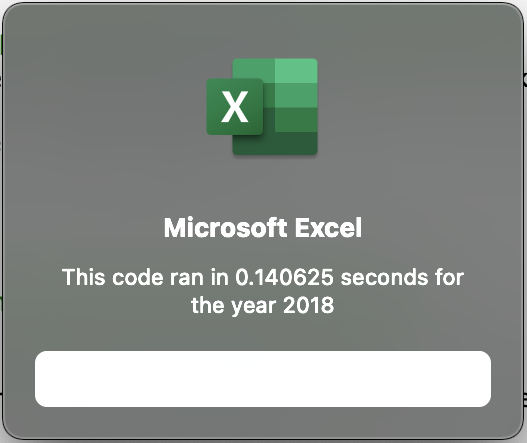 X
Microsoft Excel
This code ran in 0.140625 seconds for
the year 2018